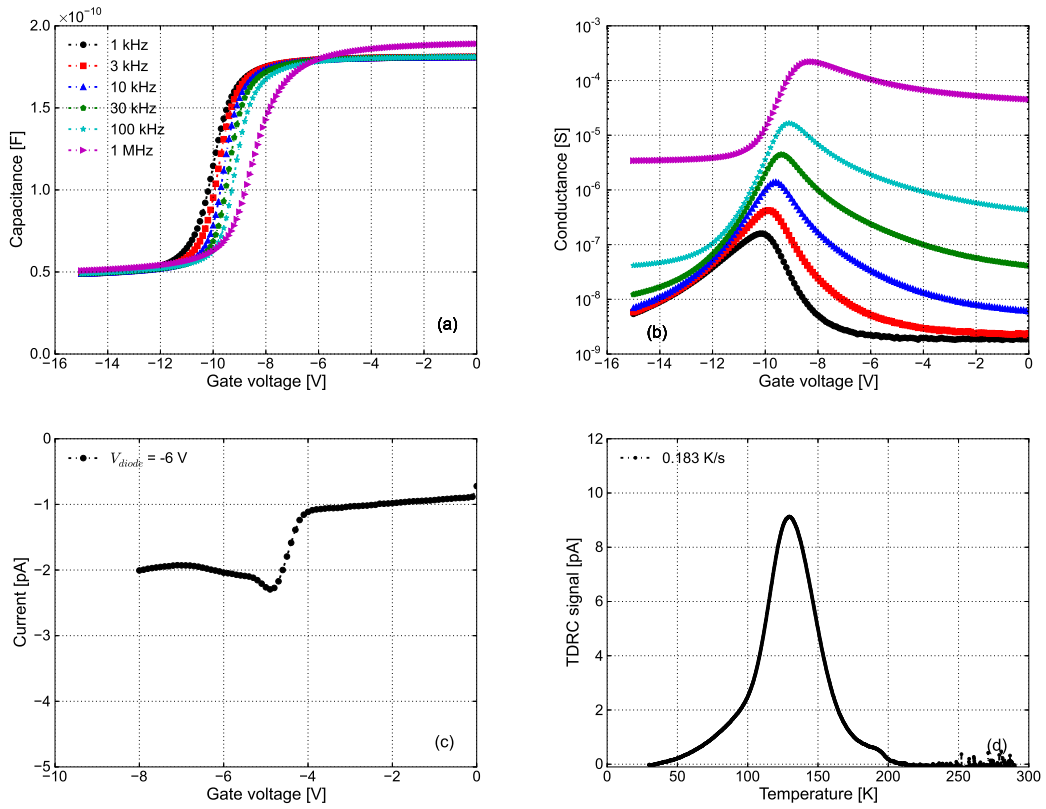 ×10⁻¹⁰
2.0
1.5
1.0
0.5
0.0
Capacitance [F]
1 kHz
3 kHz
10 kHz
30 kHz
100 kHz
1 MHz
(a)
−16 −14 −12 −10 −8 −6 −4 −2 0
Gate voltage [V]
10⁻³
10⁻⁴
10⁻⁵
10⁻⁶
10⁻⁷
10⁻⁸
10⁻⁹
Conductance [S]
(b)
−16 −14 −12 −10 −8 −6 −4 −2 0
Gate voltage [V]
0
−1
−2
−3
−4
−5
Current [pA]
V_diode = -6 V
(c)
−10 −8 −6 −4 −2 0
Gate voltage [V]
12
10
8
6
4
2
0
TDRC signal [pA]
0.183 K/s
(d)
0 50 100 150 200 250 300
Temperature [K]